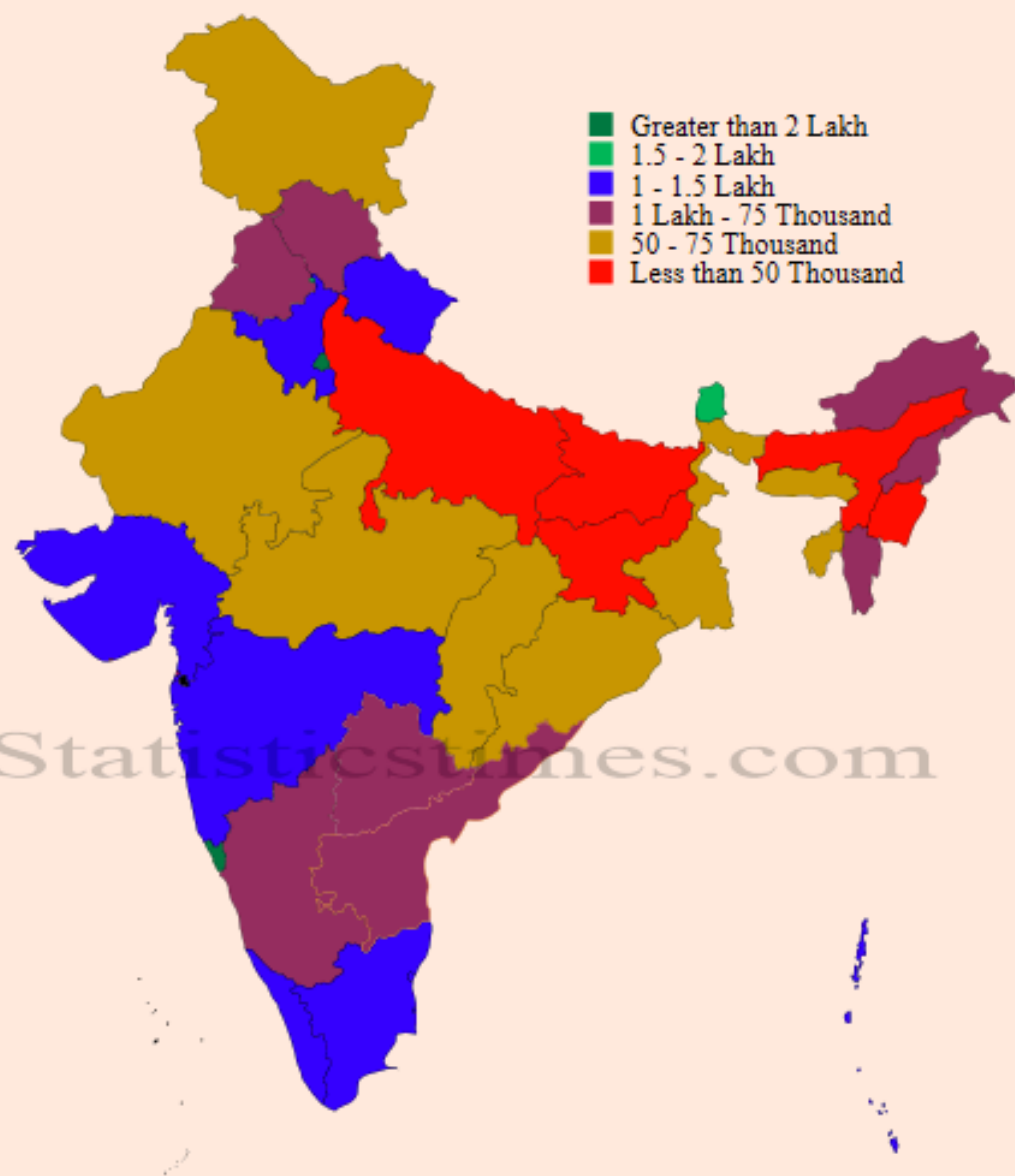 Greater than 2 Lakh
1.5 - 2 Lakh
1 - 1.5 Lakh
1 Lakh - 75 Thousand
50 - 75 Thousand
Less than 50 Thousand
Statisticstimes.com